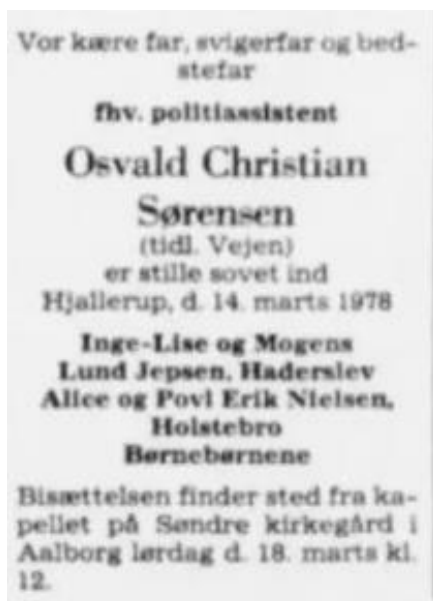 Vor kære far, svigerfar og bed-
stefar
fhv. politiassistent
Osvald Christian
Sørensen
(tidl. Vejen)
er stille sovet ind
Hjallerup, d. 14. marts 1978
Inge-Lise og Mogens
Lund Jepsen, Haderslev
Alice og Povl Erik Nielsen,
Holstebro
Børnebørnene
Bisættelsen finder sted fra ka-
pellet på Søndre kirkegård i
Aalborg lørdag d. 18. marts kl.
12.